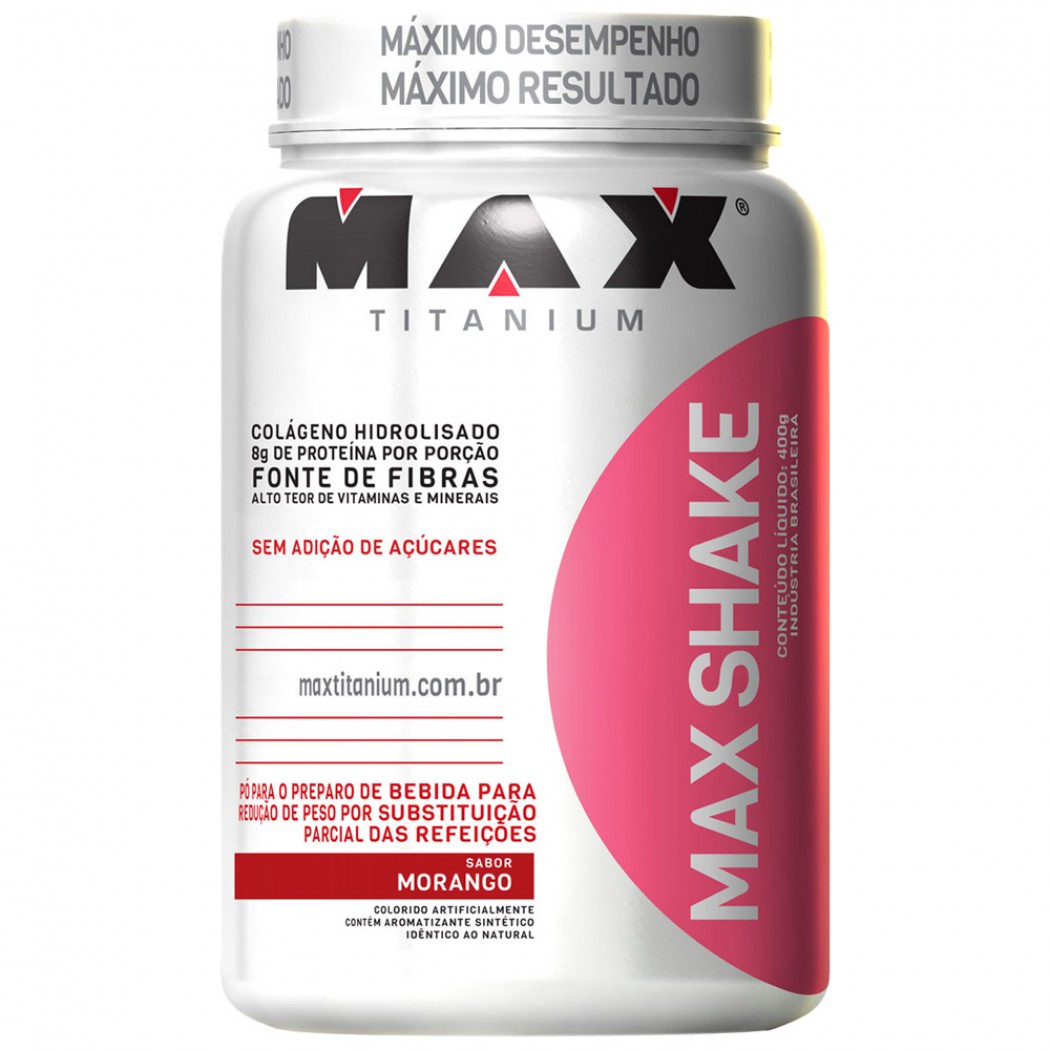 MÁXIMO DESEMPENHO
MÁXIMO RESULTADO
MAX®
TITANIUM
COLÁGENO HIDROLISADO
8g DE PROTEÍNA POR PORÇÃO
FONTE DE FIBRAS
ALTO TEOR DE VITAMINAS E MINERAIS
SEM ADIÇÃO DE AÇÚCARES
maxtitanium.com.br
PÓ PARA O PREPARO DE BEBIDA PARA
REDUÇÃO DE PESO POR SUBSTITUIÇÃO
PARCIAL DAS REFEIÇÕES
SABOR
MORANGO
COLORIDO ARTIFICIALMENTE
CONTÉM AROMATIZANTE SINTÉTICO
IDÊNTICO AO NATURAL
MAX SHAKE
CONTEÚDO LÍQUIDO: 400g
INDÚSTRIA BRASILEIRA